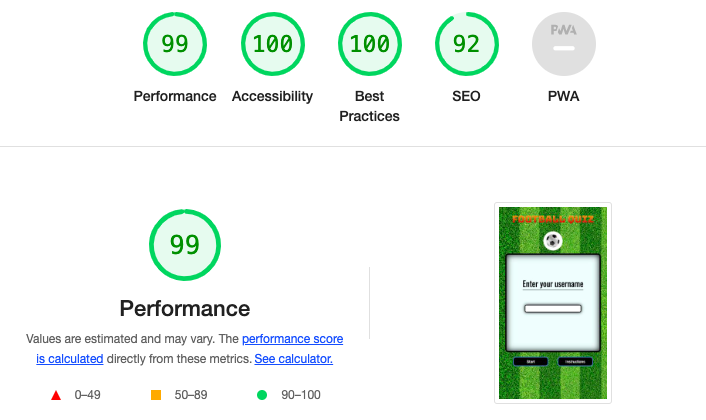 99
100
100
92
PWA
Performance
Accessibility
Best
Practices
SEO
PWA
99
Performance
Values are estimated and may vary. The performance score
is calculated directly from these metrics. See calculator.
0–49
50–89
90–100
FOOTBALL QUIZ
Enter your username
Start
Instructions